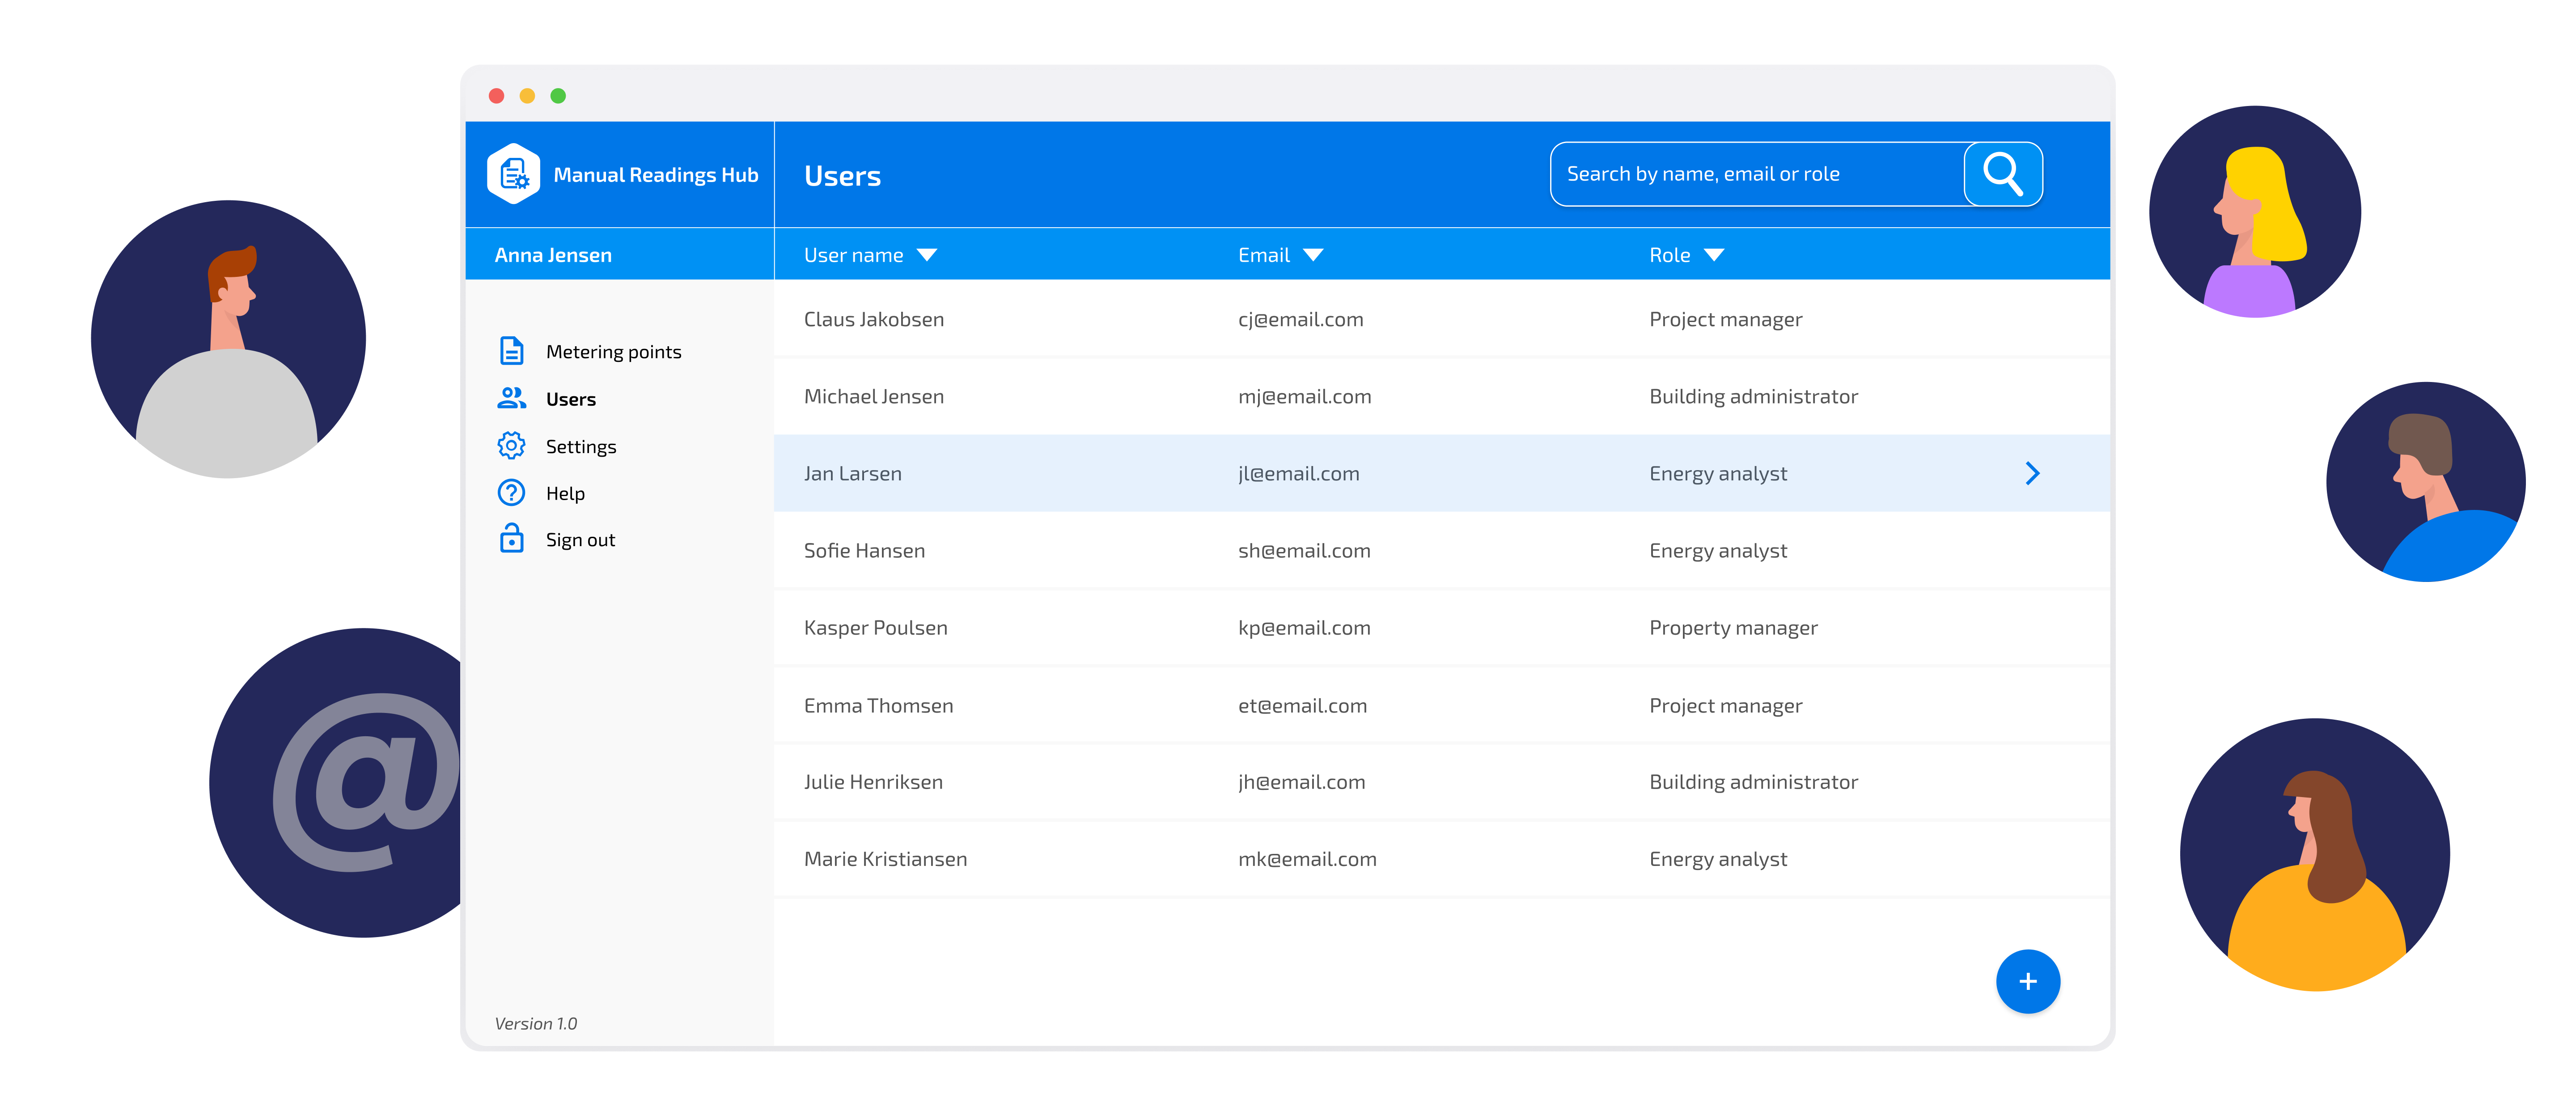 Manual Readings Hub
Users
Search by name, email or role
Anna Jensen
User name Email Role
Metering points
Users
Settings
Help
Sign out
Version 1.0
Claus Jakobsen cj@email.com Project manager
Michael Jensen mj@email.com Building administrator
Jan Larsen jl@email.com Energy analyst
Sofie Hansen sh@email.com Energy analyst
Kasper Poulsen kp@email.com Property manager
Emma Thomsen et@email.com Project manager
Julie Henriksen jh@email.com Building administrator
Marie Kristiansen mk@email.com Energy analyst
+
@